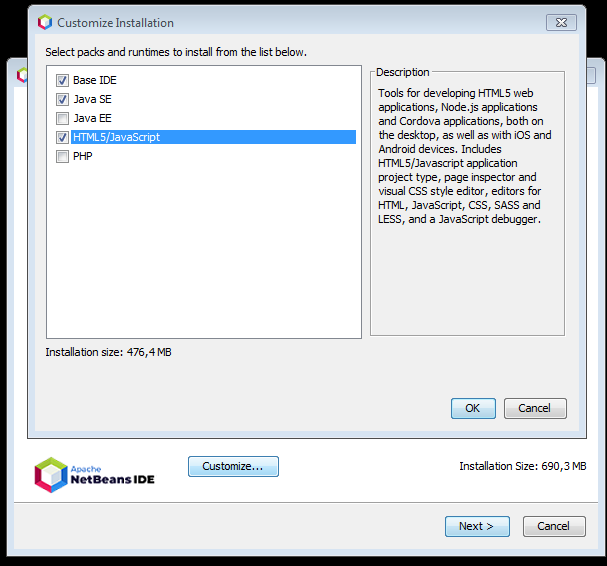 Customize Installation
Select packs and runtimes to install from the list below.
Base IDE
Java SE
Java EE
HTML5/JavaScript
PHP
Description
Tools for developing HTML5 web
applications, Node.js applications
and Cordova applications, both on
the desktop, as well as with iOS and
Android devices. Includes
HTML5/Javascript application
project type, page inspector and
visual CSS style editor, editors for
HTML, JavaScript, CSS, SASS and
LESS, and a JavaScript debugger.
Installation size: 476,4 MB
OK
Cancel
Apache
NetBeans IDE
Customize...
Installation Size: 690,3 MB
Next >
Cancel